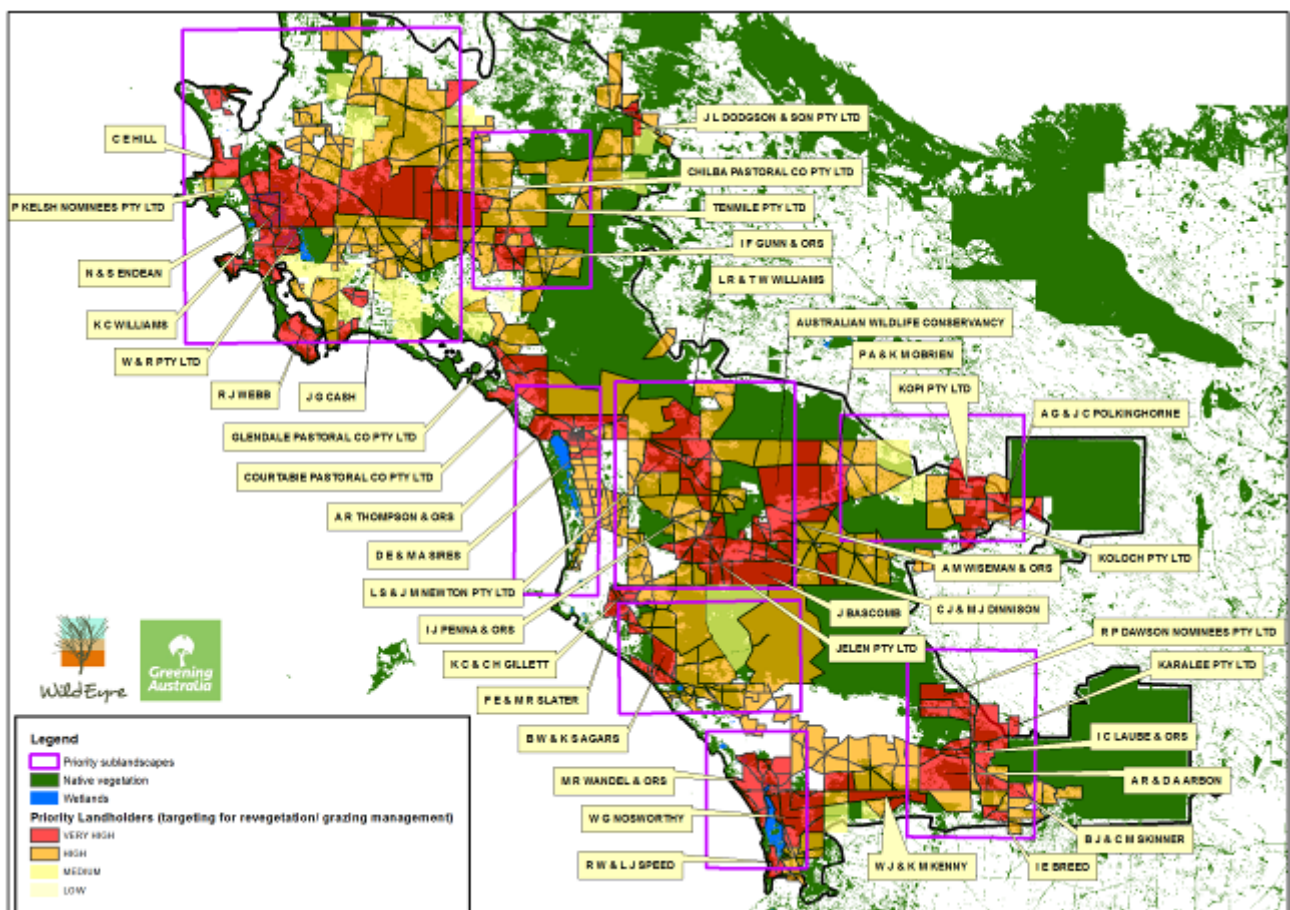 J L DODGSON & SON PTY LTD
C E HILL
CHILBA PASTORAL CO PTY LTD
P KELSH NOMINEES PTY LTD
TENMILE PTY LTD
I F GUNN & ORS
N & S ENDEAN
L R & T W WILLIAMS
K C WILLIAMS
AUSTRALIAN WILDLIFE CONSERVANCY
W & R PTY LTD
P A & K M OBRIEN
R J WEBB
J G CASH
KOPI PTY LTD
A G & J C POLKINGHORNE
GLENDALE PASTORAL CO PTY LTD
COURTABIE PASTORAL CO PTY LTD
A R THOMPSON & ORS
D E & M A SIRES
KOLOCH PTY LTD
A M WISEMAN & ORS
L S & J M NEWTON PTY LTD
J BASCOMB
C J & M J DINNISON
I J PENNA & ORS
R P DAWSON NOMINEES PTY LTD
JELEN PTY LTD
K C & C H GILLETT
KARALEE PTY LTD
F E & M R SLATER
B W & K S AGARS
I C LAUBE & ORS
M R WANDEL & ORS
A R & D A ARBON
W G NOSWORTHY
B J & C M SKINNER
R W & L J SPEED
W J & K M KENNY
I E BREED
Wild Eyre
Greening
Australia
Legend
Priority sublandscapes
Native vegetation
Wetlands
Priority Landholders (targeting for revegetation/ grazing management)
VERY HIGH
HIGH
MEDIUM
LOW